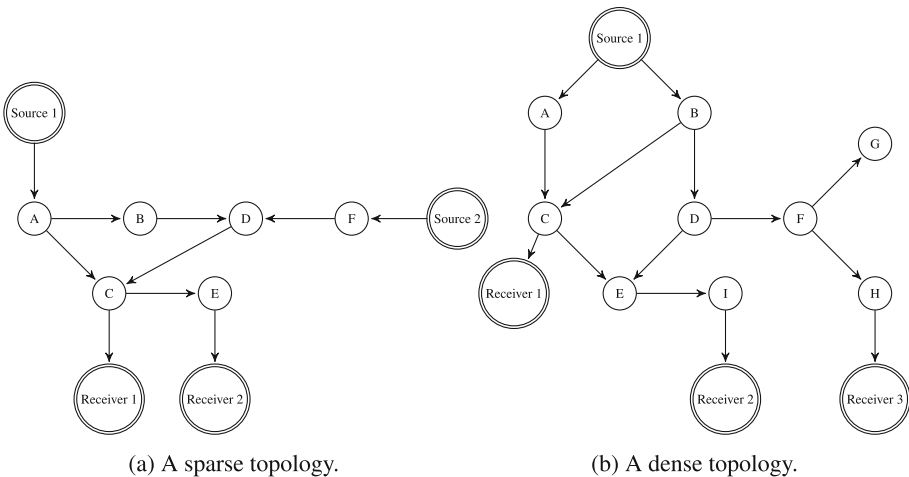 Source 1
A
B
D
F
Source 2
C
E
Receiver 1
Receiver 2
(a) A sparse topology.
Source 1
A
B
G
C
D
F
Receiver 1
E
I
H
Receiver 2
Receiver 3
(b) A dense topology.